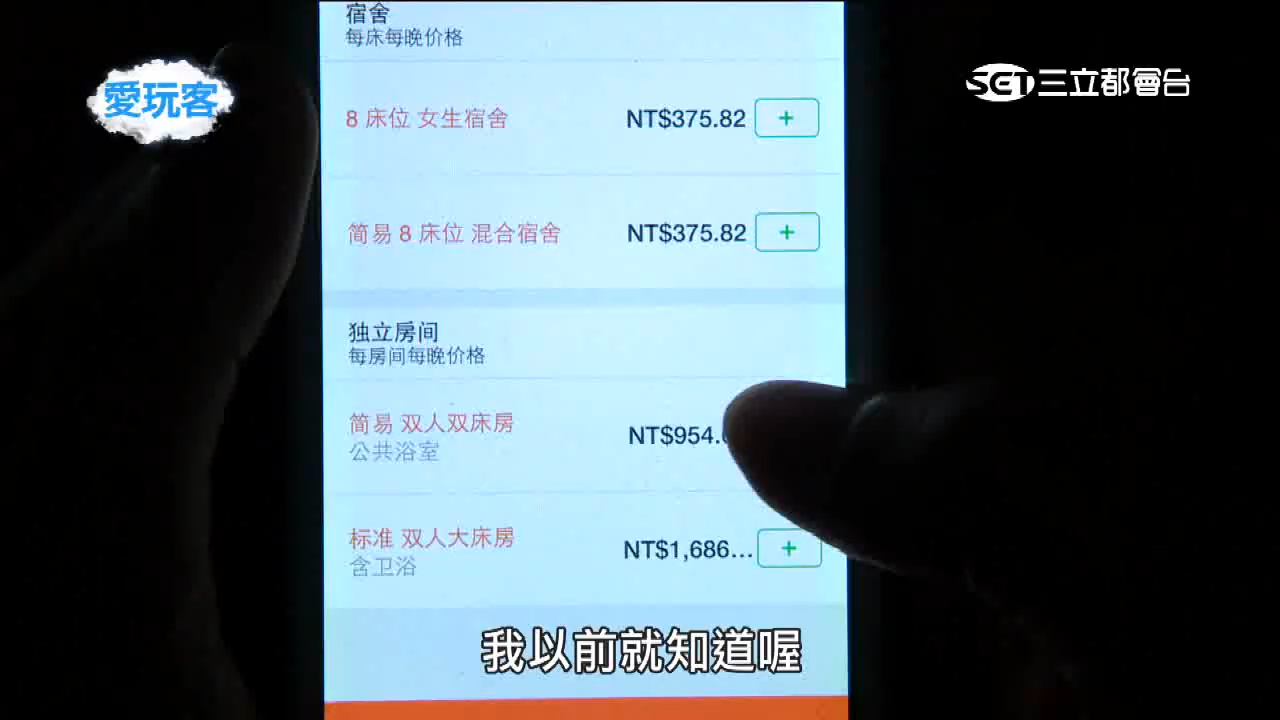 宿舍
每床每晚价格
愛玩客
SET三立都會台
8 床位 女生宿舍 NT$375.82 +
简易 8 床位 混合宿舍 NT$375.82 +
独立房间
每房间每晚价格
简易 双人双床房 NT$954.
公共浴室
标准 双人大床房 NT$1,686... +
含卫浴
我以前就知道喔